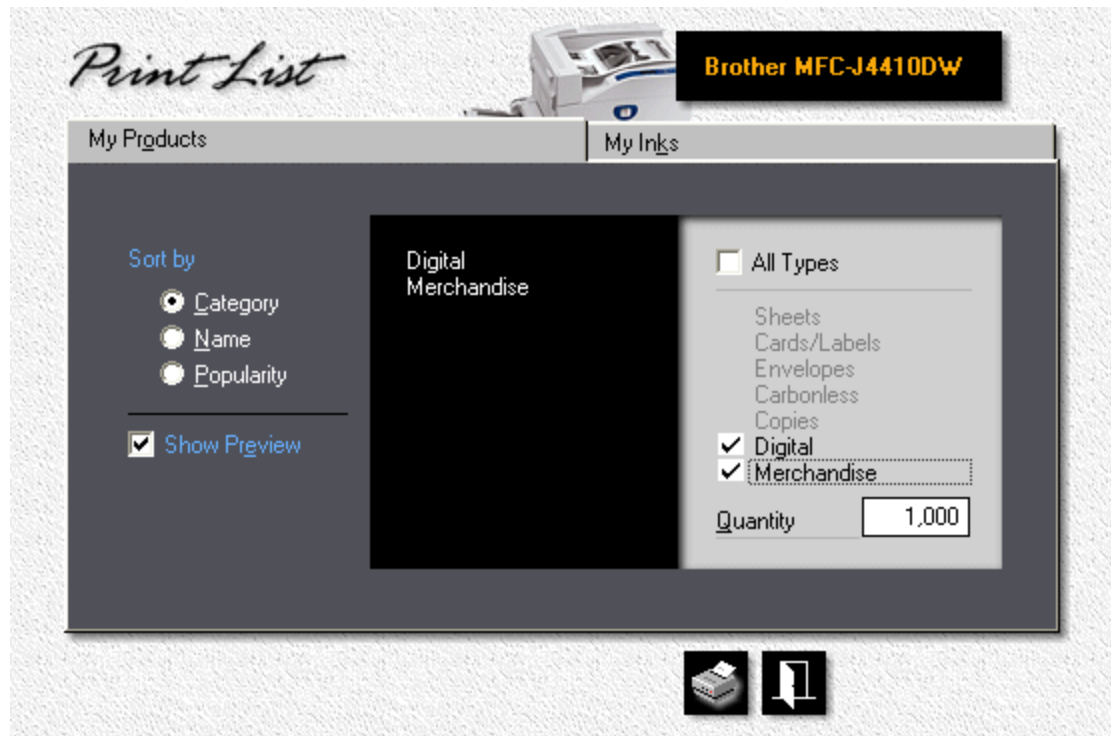 Print List
Brother MFC-J4410DW
My Products
My Inks
Sort by
Category
Name
Popularity
Show Preview
Digital
Merchandise
All Types
Sheets
Cards/Labels
Envelopes
Carbonless
Copies
Digital
Merchandise
Quantity 1,000